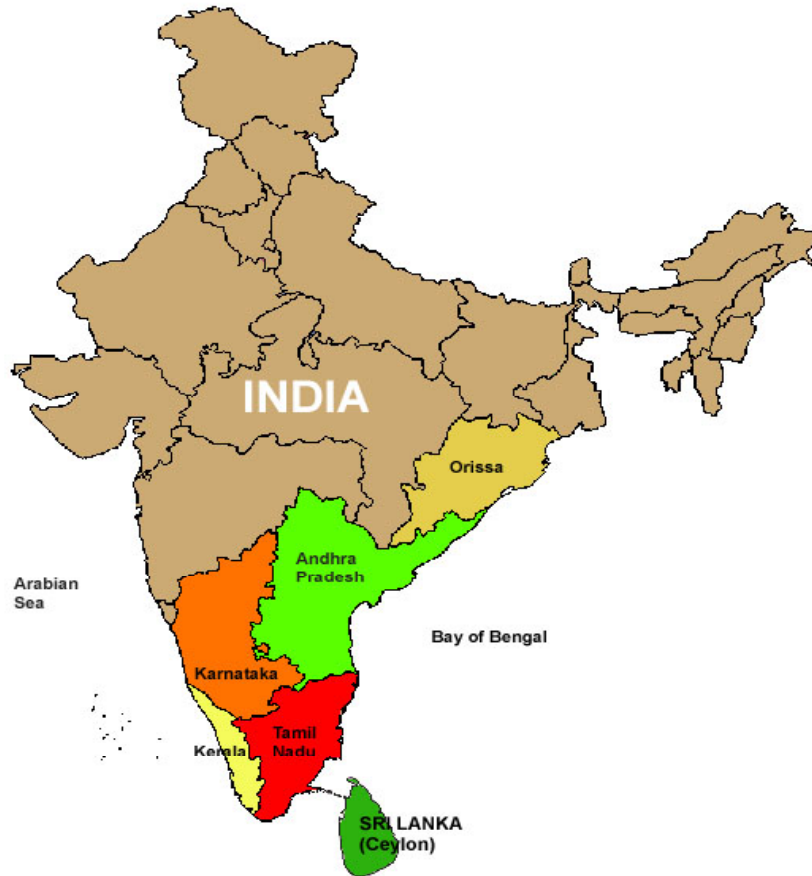 INDIA
Orissa
Andhra
Pradesh
Arabian
Sea
Bay of Bengal
Karnataka
Kerala
Tamil
Nadu
SRI LANKA
(Ceylon)